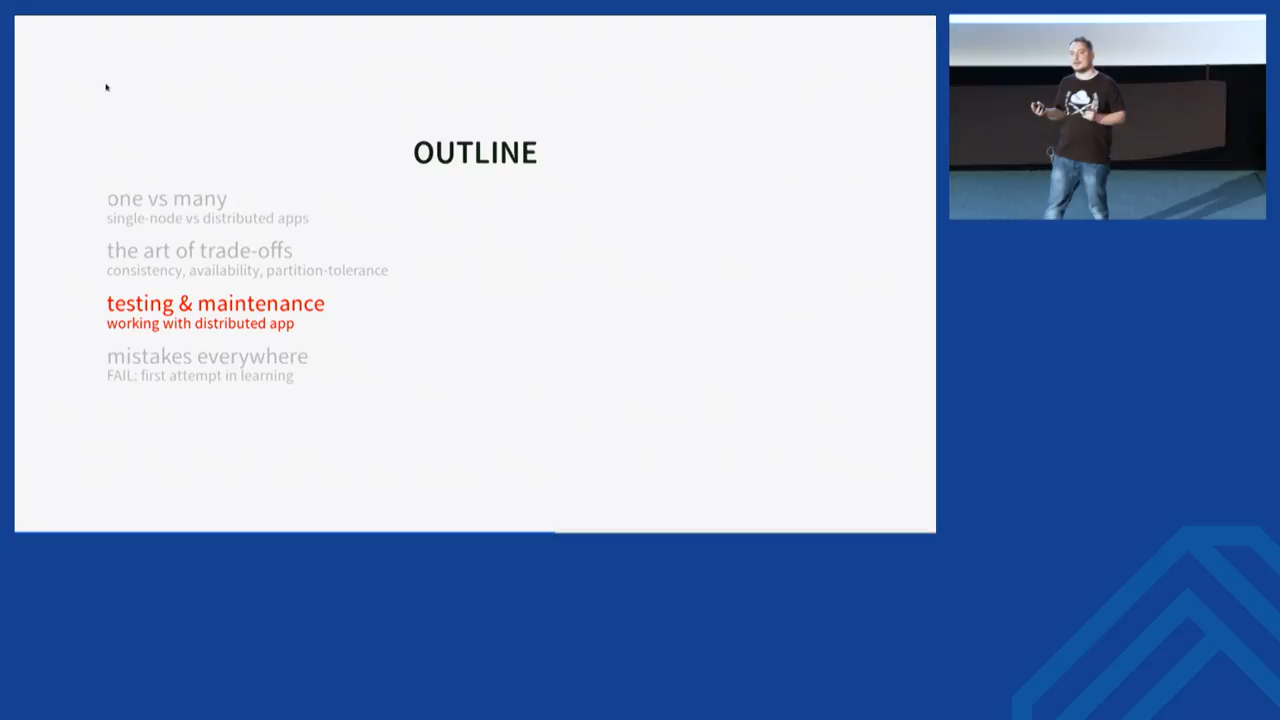 OUTLINE
one vs many
single-node vs distributed apps
the art of trade-offs
consistency, availability, partition-tolerance
testing & maintenance
working with distributed app
mistakes everywhere
FAIL: first attempt in learning